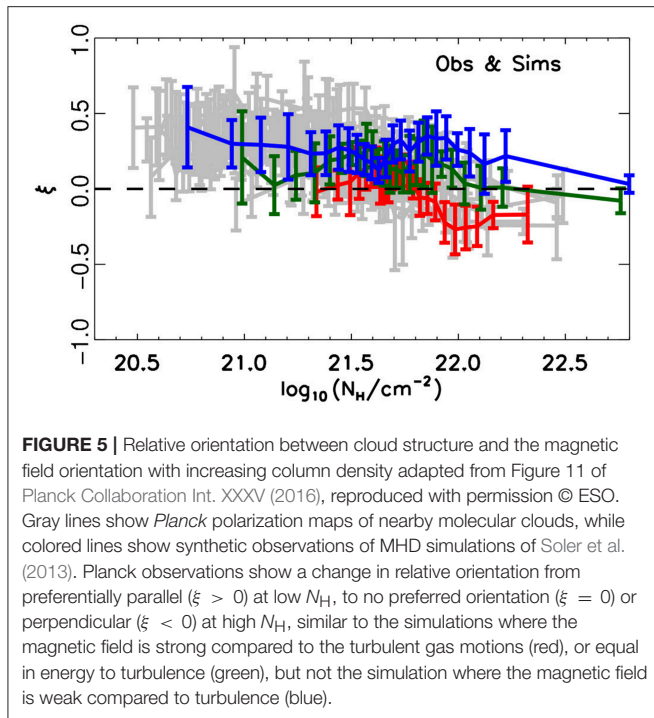 1.0
Obs & Sims
0.5
ξ
0.0
−0.5
−1.0
20.5 21.0 21.5 22.0 22.5
log₁₀(N_H/cm⁻²)
FIGURE 5 | Relative orientation between cloud structure and the magnetic
field orientation with increasing column density adapted from Figure 11 of
Planck Collaboration Int. XXXV (2016), reproduced with permission © ESO.
Gray lines show Planck polarization maps of nearby molecular clouds, while
colored lines show synthetic observations of MHD simulations of Soler et al.
(2013). Planck observations show a change in relative orientation from
preferentially parallel (ξ > 0) at low N_H, to no preferred orientation (ξ = 0) or
perpendicular (ξ < 0) at high N_H, similar to the simulations where the
magnetic field is strong compared to the turbulent gas motions (red), or equal
in energy to turbulence (green), but not the simulation where the magnetic field
is weak compared to turbulence (blue).